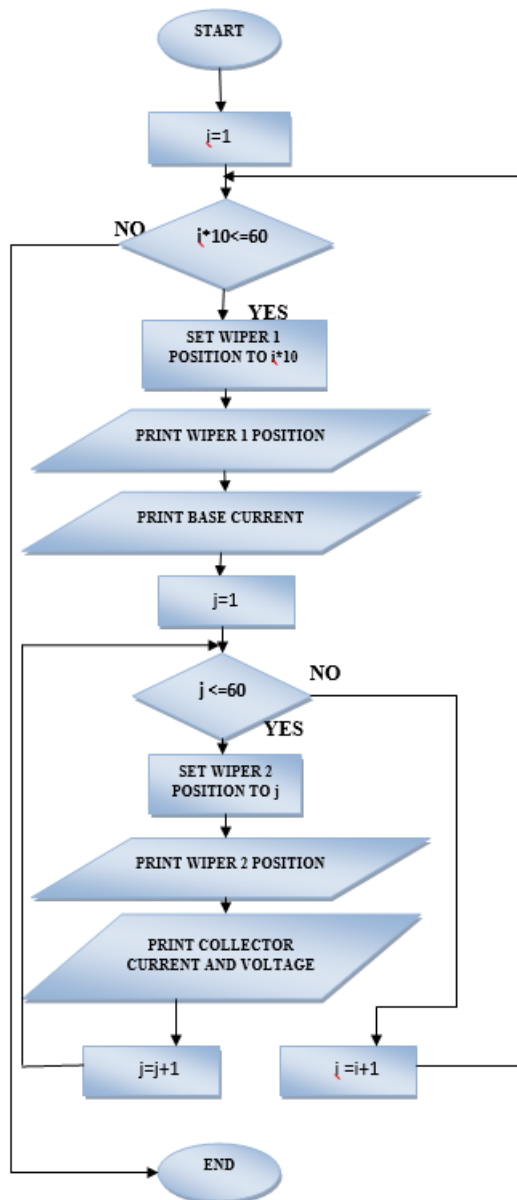 START
i=1
NO
i*10<=60
YES
SET WIPER 1
POSITION TO i*10
PRINT WIPER 1 POSITION
PRINT BASE CURRENT
j=1
j <=60
NO
YES
SET WIPER 2
POSITION TO j
PRINT WIPER 2 POSITION
PRINT COLLECTOR
CURRENT AND VOLTAGE
j=j+1
i =i+1
END